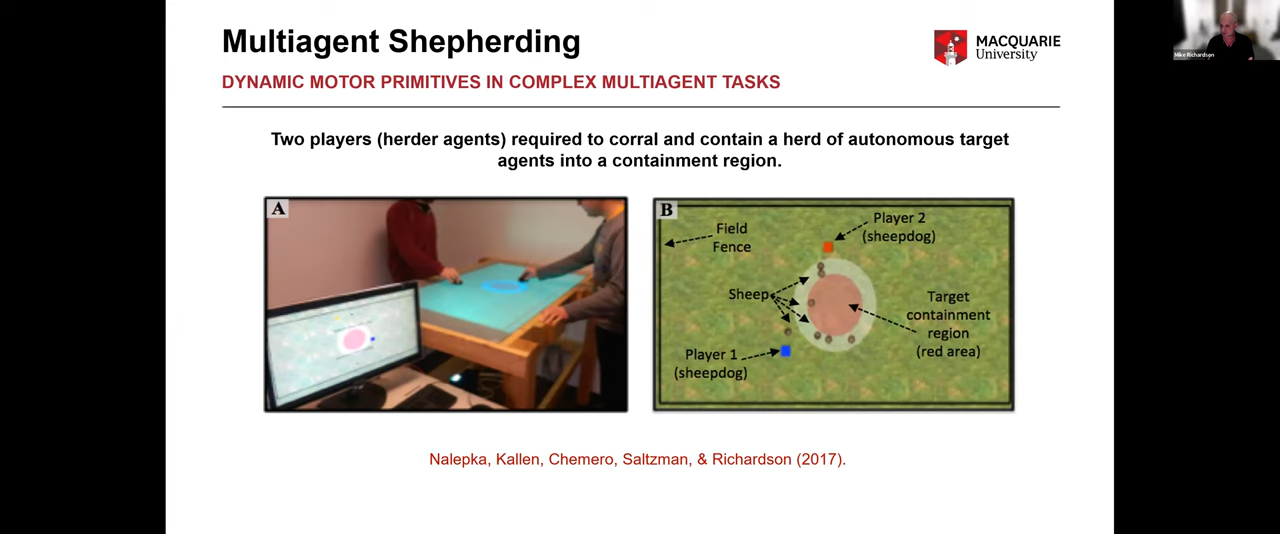 Multiagent Shepherding
MACQUARIE
University
DYNAMIC MOTOR PRIMITIVES IN COMPLEX MULTIAGENT TASKS
Two players (herder agents) required to corral and contain a herd of autonomous target
agents into a containment region.
A
B
Field
Fence
Player 2
(sheepdog)
Sheep
Target
containment
region
(red area)
Player 1
(sheepdog)
Nalepka, Kallen, Chemero, Saltzman, & Richardson (2017).
Mike Richardson